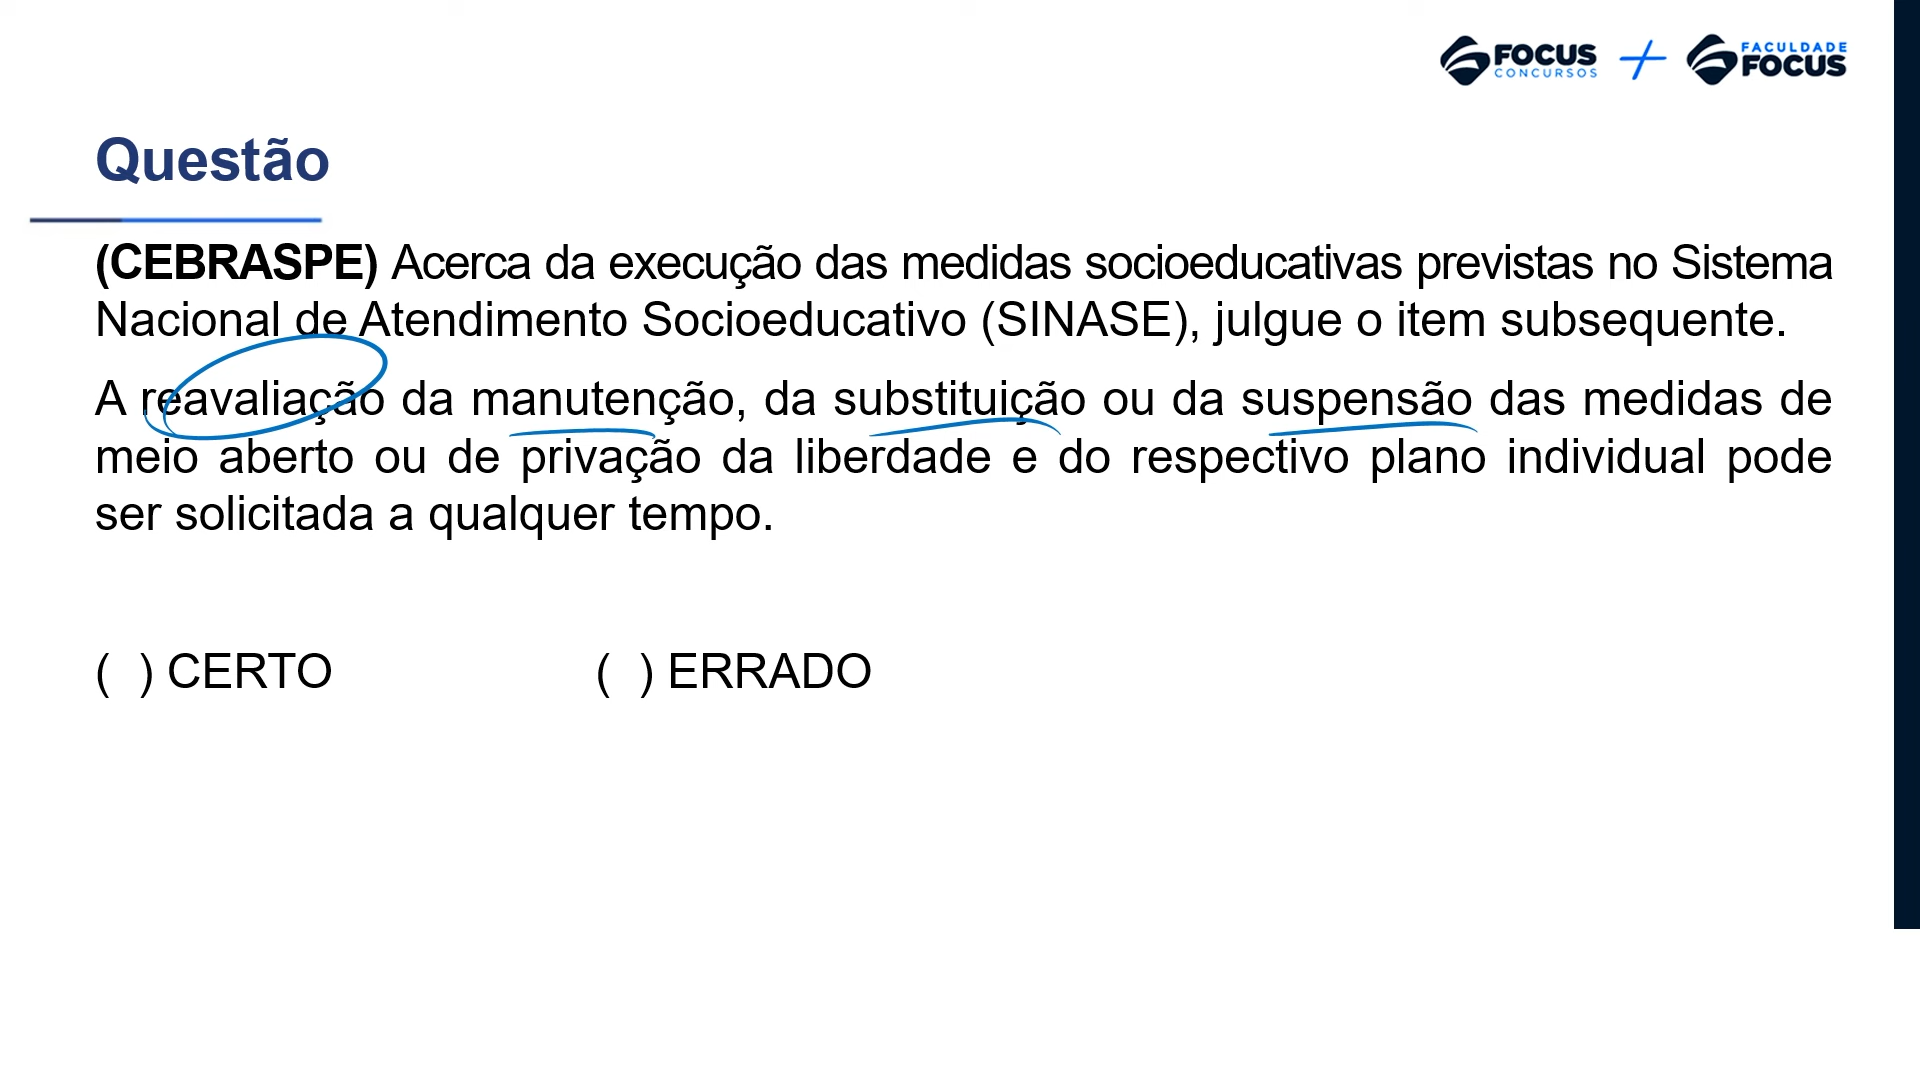 FOCUS CONCURSOS + FACULDADE FOCUS
Questão
(CEBRASPE) Acerca da execução das medidas socioeducativas previstas no Sistema
Nacional de Atendimento Socioeducativo (SINASE), julgue o item subsequente.
A reavaliação da manutenção, da substituição ou da suspensão das medidas de
meio aberto ou de privação da liberdade e do respectivo plano individual pode
ser solicitada a qualquer tempo.
( ) CERTO ( ) ERRADO